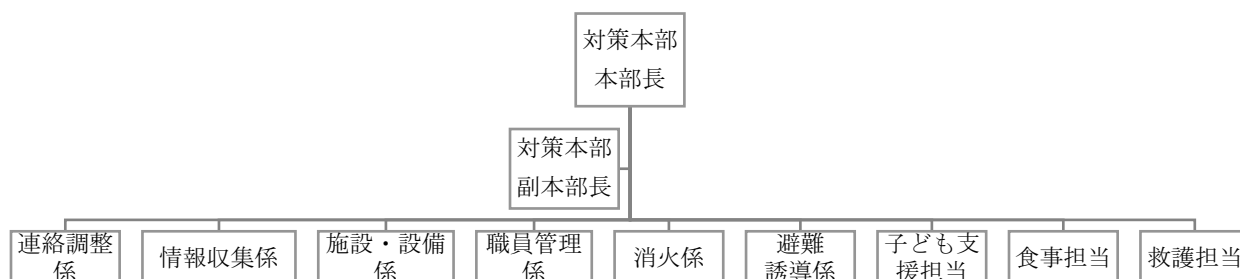 対策本部
本部長
対策本部
副本部長
連絡調整
係
情報収集係
施設・設備
係
職員管理
係
消火係
避難
誘導係
子ども支
援担当
食事担当
救護担当